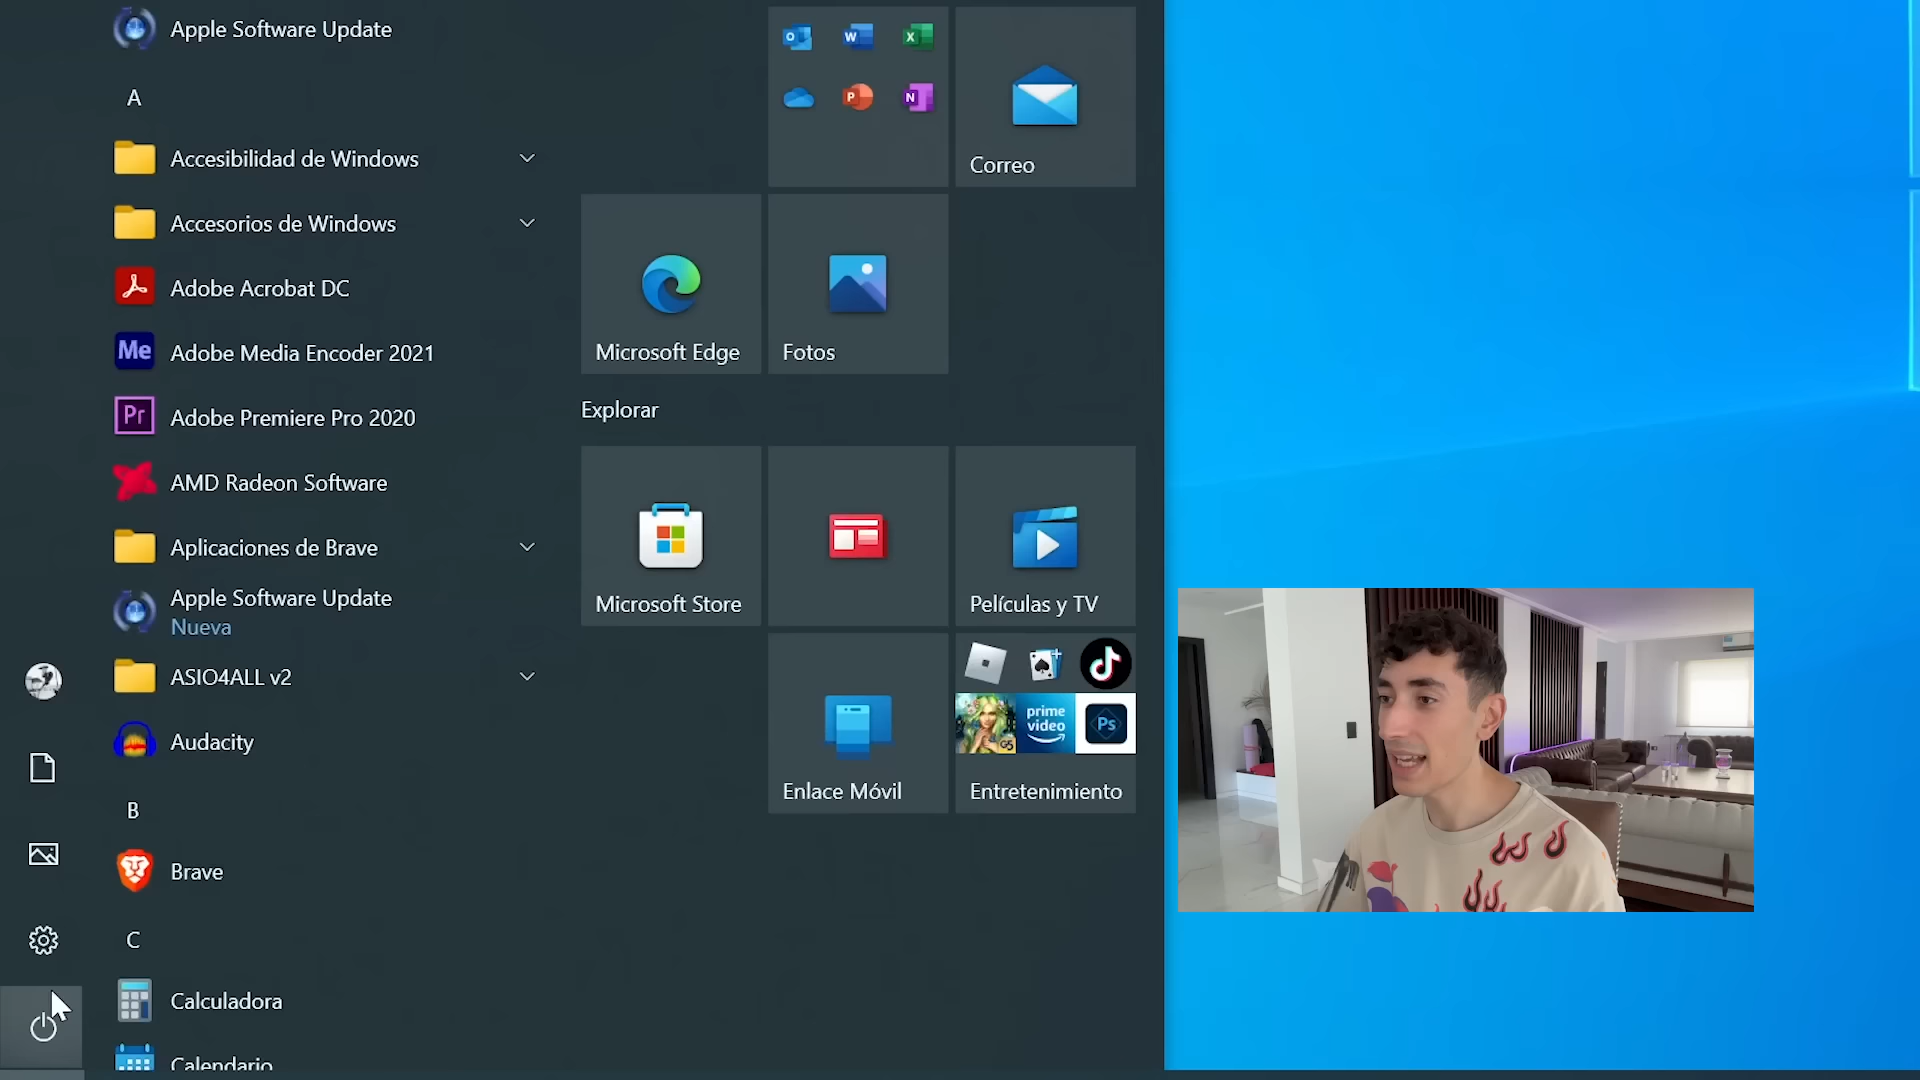 Apple Software Update
A
Accesibilidad de Windows
Accesorios de Windows
Adobe Acrobat DC
Me
Adobe Media Encoder 2021
Pr
Adobe Premiere Pro 2020
AMD Radeon Software
Aplicaciones de Brave
Apple Software Update
Nueva
ASIO4ALL v2
Audacity
B
Brave
C
Calculadora
Calendario
O W X
P N
Correo
Microsoft Edge
Fotos
Explorar
Microsoft Store
Películas y TV
Enlace Móvil
G5
prime
video
Ps
Entretenimiento